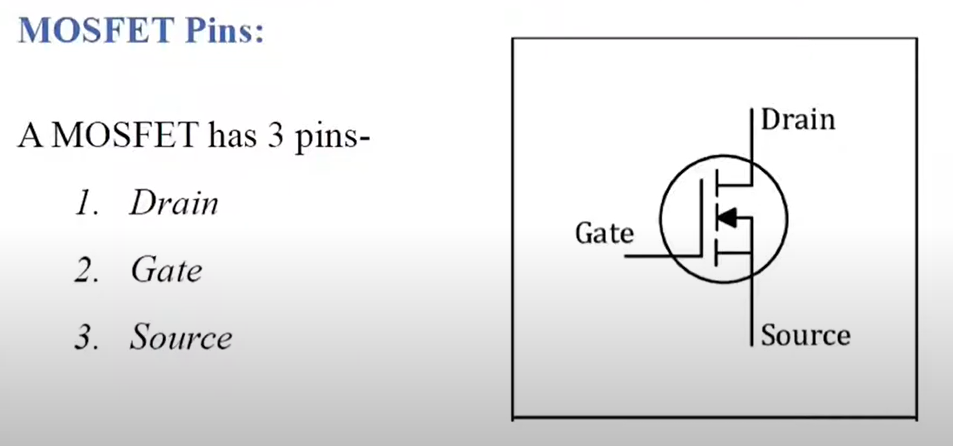 MOSFET Pins:
A MOSFET has 3 pins-
1. Drain
2. Gate
3. Source
Drain
Gate
Source